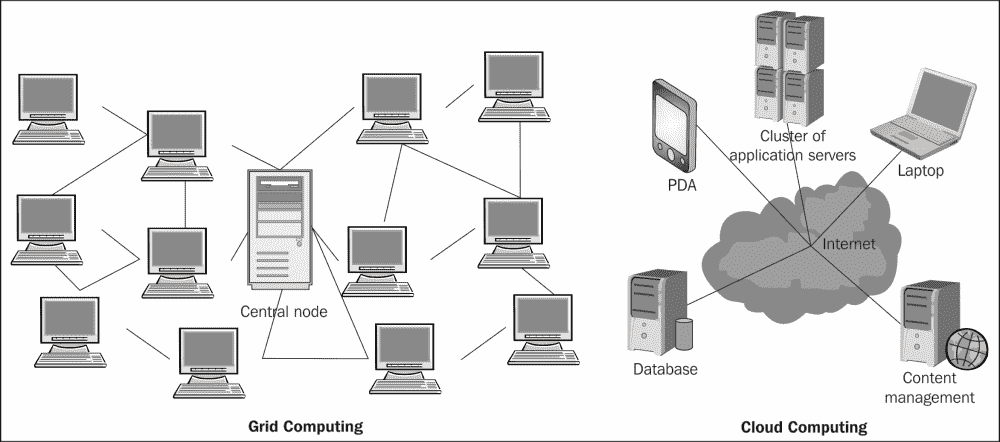 Central node
Grid Computing
PDA
Cluster of
application servers
Laptop
Internet
Database
Content
management
Cloud Computing